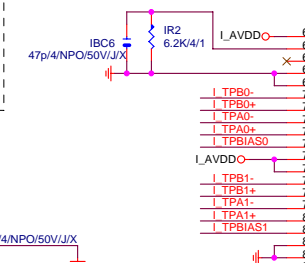 IR2
I_AVDD
IBC6
6.2K/4/1
47p/4/NPO/50V/J/X
I_TPB0-
I_TPB0+
I_TPA0-
I_TPA0+
I_TPBIAS0
I_AVDD
I_TPB1-
I_TPB1+
I_TPA1-
I_TPA1+
I_TPBIAS1
/4/NPO/50V/J/X